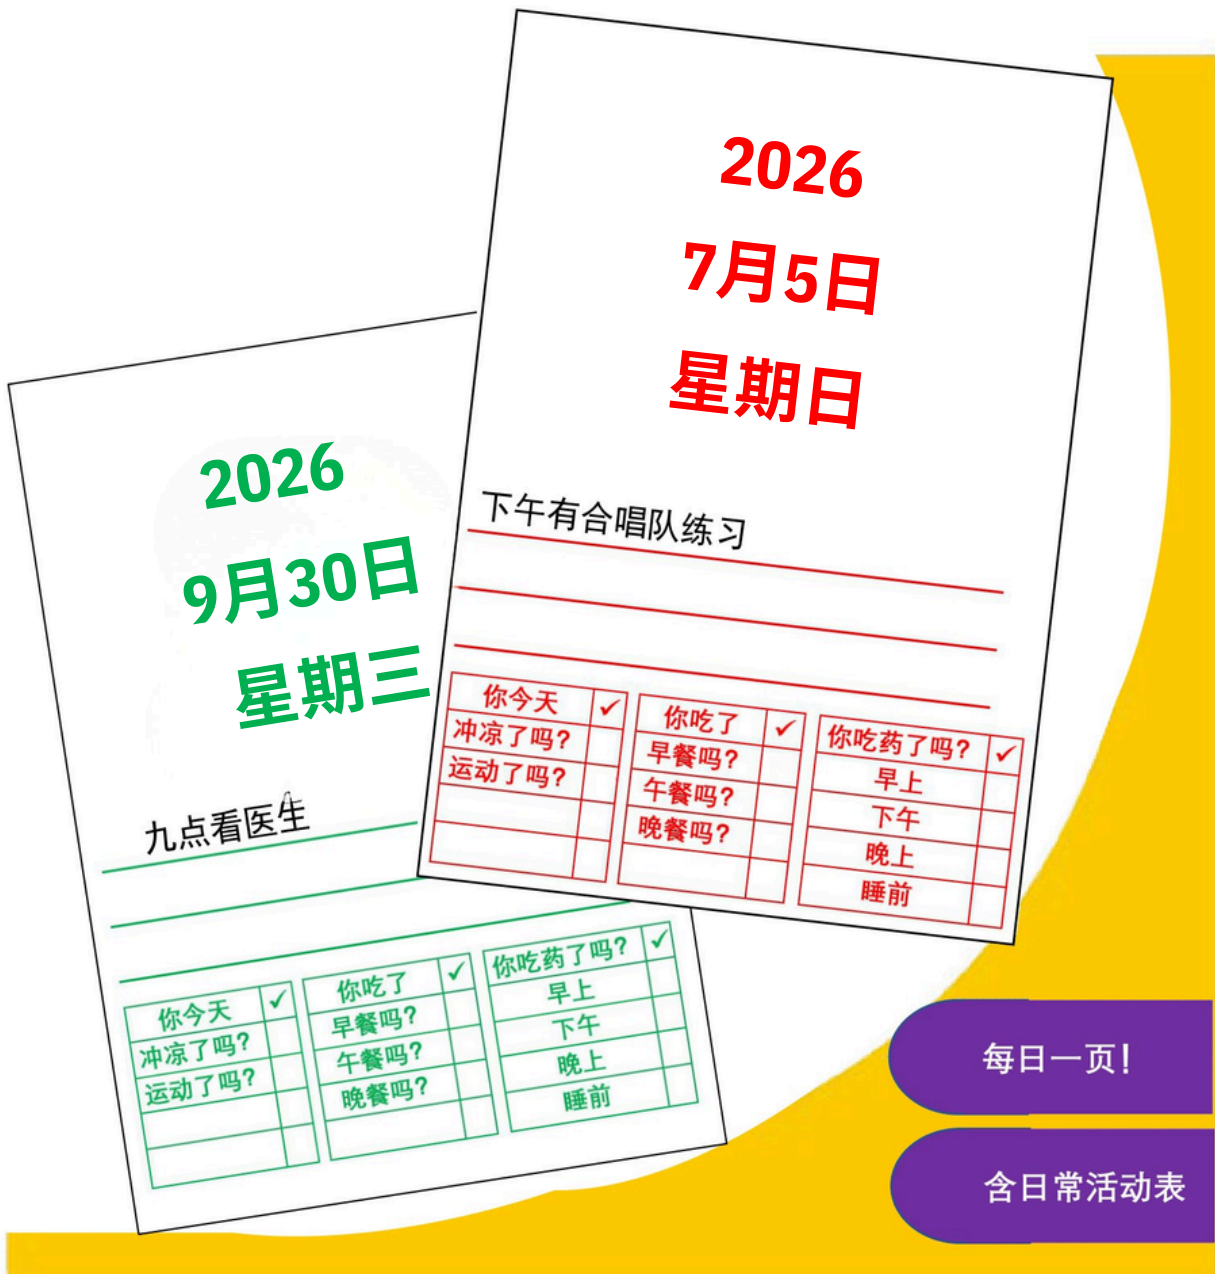 2026
7月5日
星期日
下午有合唱队练习
你今天 ✓
冲凉了吗?
运动了吗?
你吃了 ✓
早餐吗?
午餐吗?
晚餐吗?
你吃药了吗? ✓
早上
下午
晚上
睡前
2026
9月30日
星期三
九点看医生
你今天 ✓
冲凉了吗?
运动了吗?
你吃了 ✓
早餐吗?
午餐吗?
晚餐吗?
你吃药了吗? ✓
早上
下午
晚上
睡前
每日一页!
含日常活动表